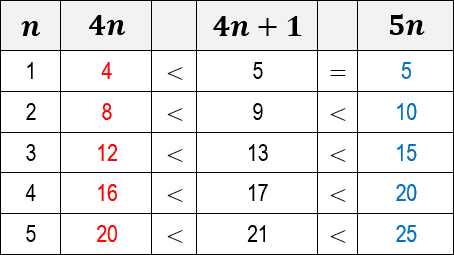 n 4n 4n + 1 5n
1 4 < 5 = 5
2 8 < 9 < 10
3 12 < 13 < 15
4 16 < 17 < 20
5 20 < 21 < 25